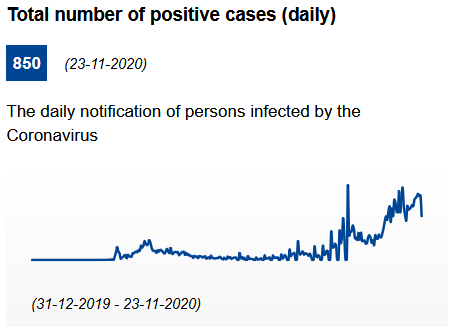 Total number of positive cases (daily)
850 (23-11-2020)
The daily notification of persons infected by the
Coronavirus
(31-12-2019 - 23-11-2020)